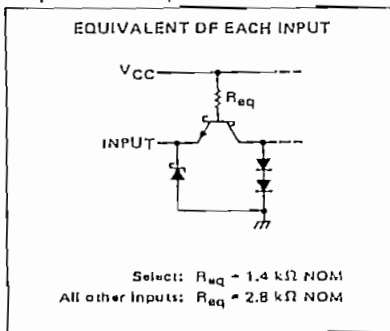 EQUIVALENT OF EACH INPUT
VCC
Req
INPUT
Select: Req = 1.4 kΩ NOM
All other inputs: Req = 2.8 kΩ NOM